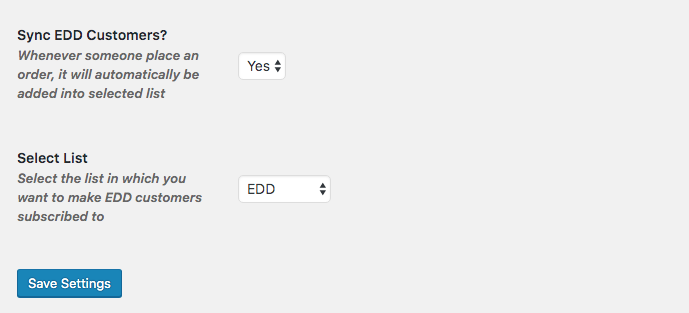 Sync EDD Customers?
Whenever someone place an
order, it will automatically be
added into selected list
Yes
Select List
Select the list in which you
want to make EDD customers
subscribed to
EDD
Save Settings